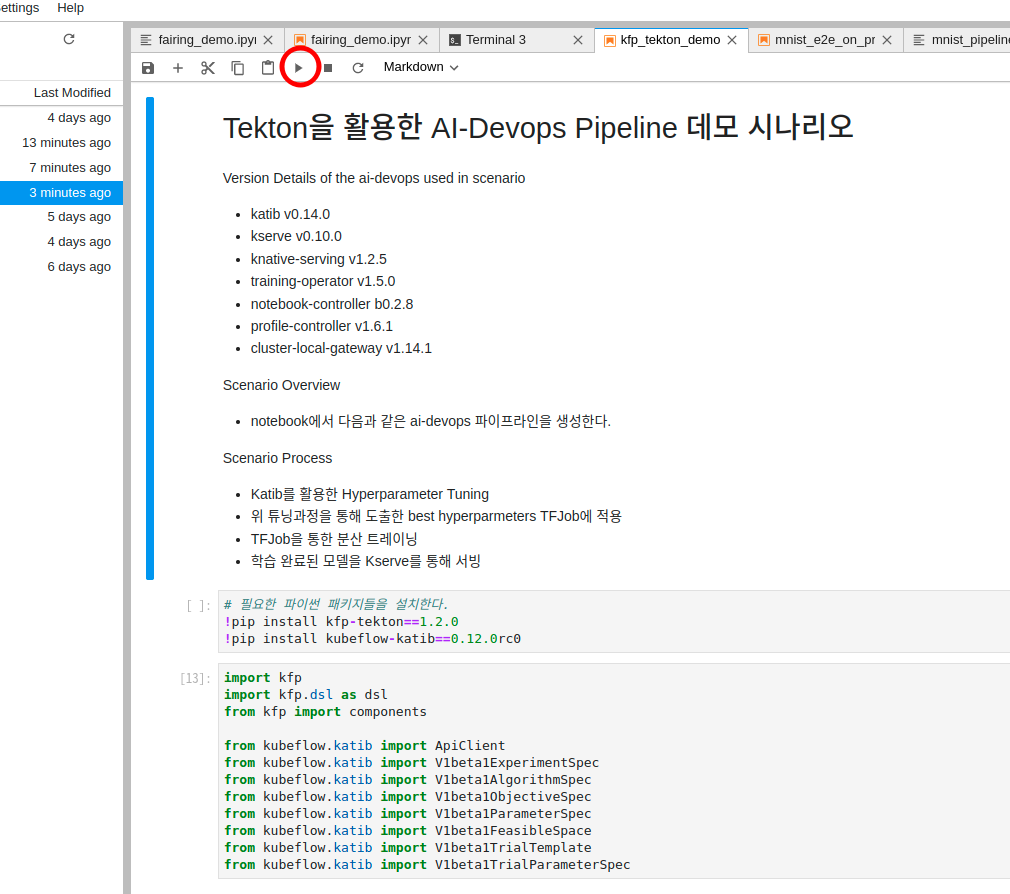 ettings Help
fairing_demo.ipyr
fairing_demo.ipyr
Terminal 3
kfp_tekton_demo
mnist_e2e_on_pr
mnist_pipeline
Markdown
Last Modified
4 days ago
13 minutes ago
7 minutes ago
3 minutes ago
5 days ago
4 days ago
6 days ago
Tekton을 활용한 AI-Devops Pipeline 데모 시나리오
Version Details of the ai-devops used in scenario
• katib v0.14.0
• kserve v0.10.0
• knative-serving v1.2.5
• training-operator v1.5.0
• notebook-controller b0.2.8
• profile-controller v1.6.1
• cluster-local-gateway v1.14.1
Scenario Overview
• notebook에서 다음과 같은 ai-devops 파이프라인을 생성한다.
Scenario Process
• Katib를 활용한 Hyperparameter Tuning
• 위 튜닝과정을 통해 도출한 best hyperparmeters TFJob에 적용
• TFJob을 통한 분산 트레이닝
• 학습 완료된 모델을 Kserve를 통해 서빙
[ ]: # 필요한 파이썬 패키지들을 설치한다.
!pip install kfp-tekton==1.2.0
!pip install kubeflow-katib==0.12.0rc0
[13]: import kfp
import kfp.dsl as dsl
from kfp import components
from kubeflow.katib import ApiClient
from kubeflow.katib import V1beta1ExperimentSpec
from kubeflow.katib import V1beta1AlgorithmSpec
from kubeflow.katib import V1beta1ObjectiveSpec
from kubeflow.katib import V1beta1ParameterSpec
from kubeflow.katib import V1beta1FeasibleSpace
from kubeflow.katib import V1beta1TrialTemplate
from kubeflow.katib import V1beta1TrialParameterSpec